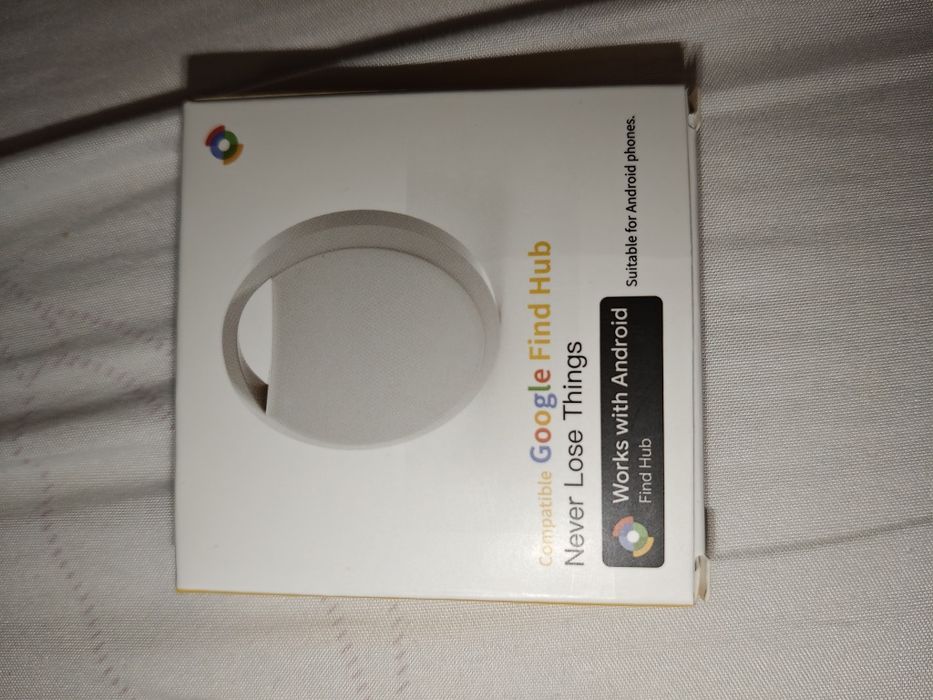 Compatible Google Find Hub
Never Lose Things
Works with Android
Find Hub
Suitable for Android phones.